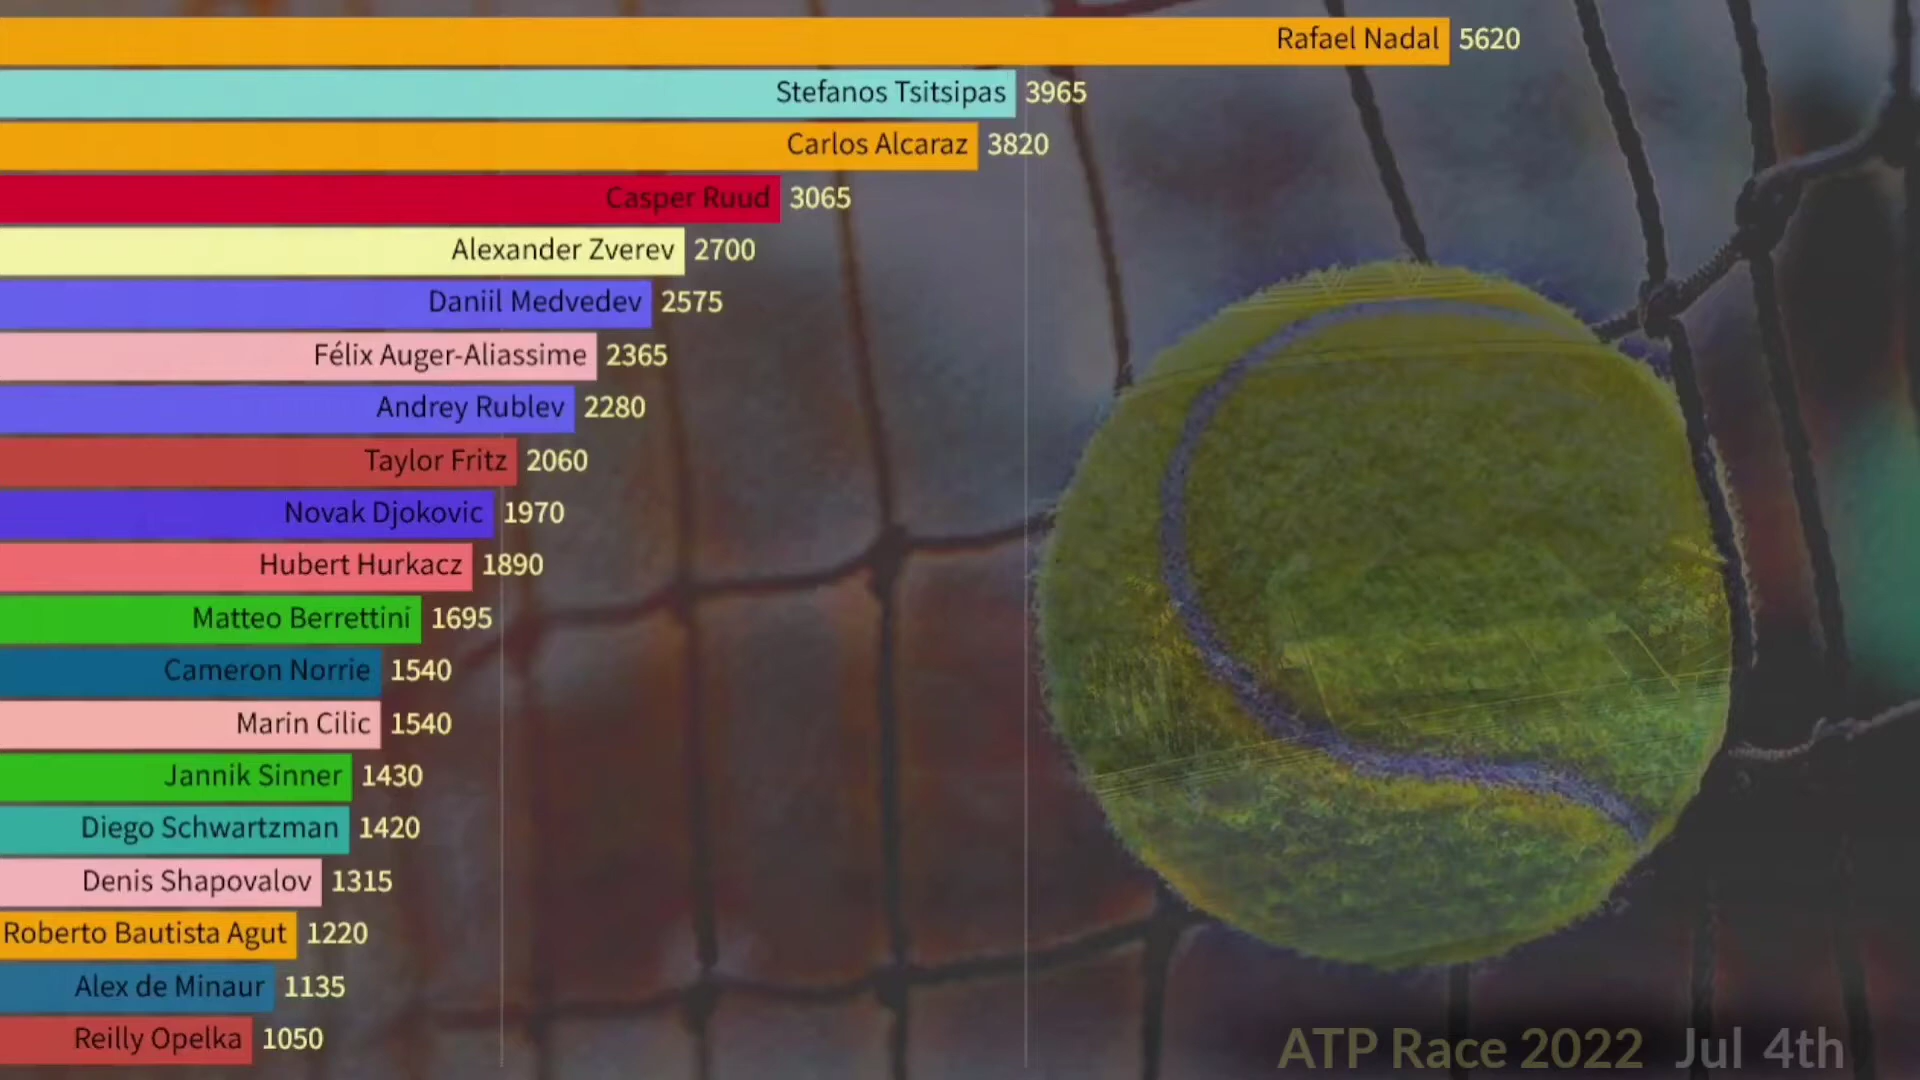 Rafael Nadal 5620
Stefanos Tsitsipas 3965
Carlos Alcaraz 3820
Casper Ruud 3065
Alexander Zverev 2700
Daniil Medvedev 2575
Félix Auger-Aliassime 2365
Andrey Rublev 2280
Taylor Fritz 2060
Novak Djokovic 1970
Hubert Hurkacz 1890
Matteo Berrettini 1695
Cameron Norrie 1540
Marin Cilic 1540
Jannik Sinner 1430
Diego Schwartzman 1420
Denis Shapovalov 1315
Roberto Bautista Agut 1220
Alex de Minaur 1135
Reilly Opelka 1050
ATP Race 2022 Jul 4th